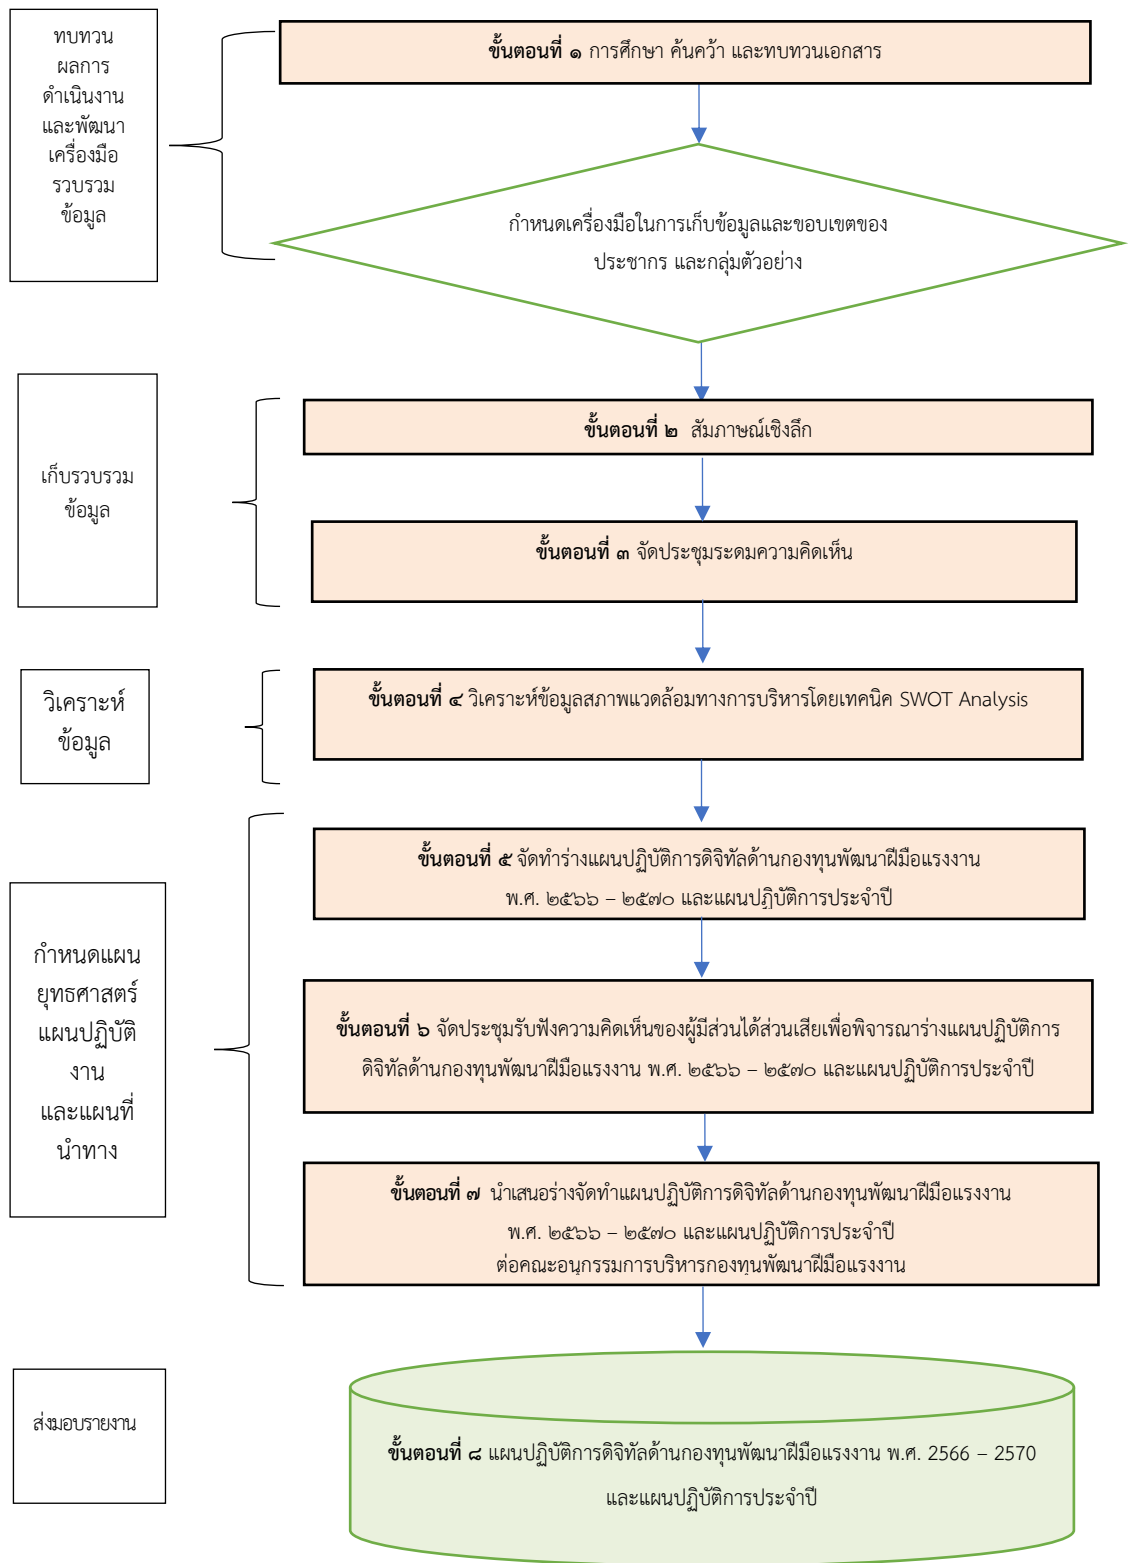 ทบทวน
ผลการ
ดำเนินงาน
และพัฒนา
เครื่องมือ
รวบรวม
ข้อมูล
ขั้นตอนที่ ๑ การศึกษา ค้นคว้า และทบทวนเอกสาร
กำหนดเครื่องมือในการเก็บข้อมูลและขอบเขตของ
ประชากร และกลุ่มตัวอย่าง
เก็บรวบรวม
ข้อมูล
ขั้นตอนที่ ๒ สัมภาษณ์เชิงลึก
ขั้นตอนที่ ๓ จัดประชุมระดมความคิดเห็น
วิเคราะห์
ข้อมูล
ขั้นตอนที่ ๔ วิเคราะห์ข้อมูลสภาพแวดล้อมทางการบริหารโดยเทคนิค SWOT Analysis
กำหนดแผน
ยุทธศาสตร์
แผนปฏิบัติ
งาน
และแผนที่
นำทาง
ขั้นตอนที่ ๕ จัดทำร่างแผนปฏิบัติการดิจิทัลด้านกองทุนพัฒนาฝีมือแรงงาน
พ.ศ. ๒๕๖๖ – ๒๕๗๐ และแผนปฏิบัติการประจำปี
ขั้นตอนที่ ๖ จัดประชุมรับฟังความคิดเห็นของผู้มีส่วนได้ส่วนเสียเพื่อพิจารณาร่างแผนปฏิบัติการ
ดิจิทัลด้านกองทุนพัฒนาฝีมือแรงงาน พ.ศ. ๒๕๖๖ – ๒๕๗๐ และแผนปฏิบัติการประจำปี
ขั้นตอนที่ ๗ นำเสนอร่างจัดทำแผนปฏิบัติการดิจิทัลด้านกองทุนพัฒนาฝีมือแรงงาน
พ.ศ. ๒๕๖๖ – ๒๕๗๐ และแผนปฏิบัติการประจำปี
ต่อคณะอนุกรรมการบริหารกองทุนพัฒนาฝีมือแรงงาน
ส่งมอบรายงาน
ขั้นตอนที่ ๘ แผนปฏิบัติการดิจิทัลด้านกองทุนพัฒนาฝีมือแรงงาน พ.ศ. 2566 – 2570
และแผนปฏิบัติการประจำปี